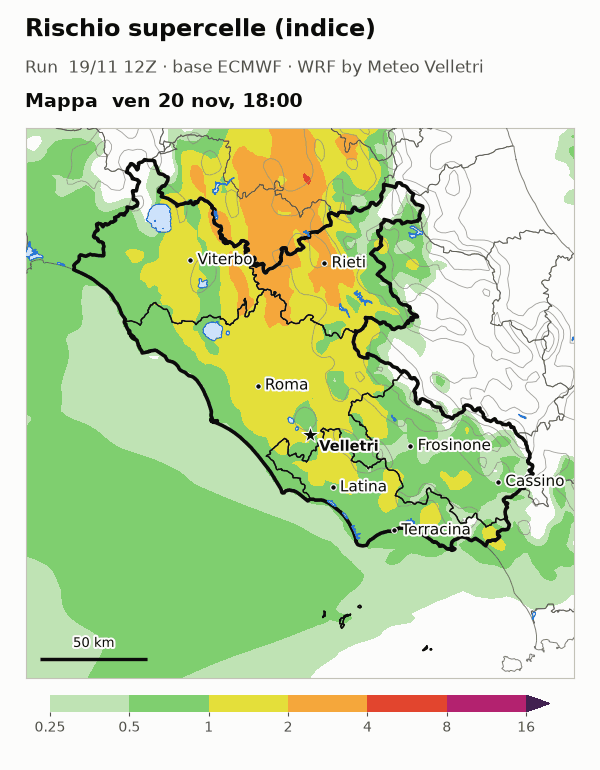 Rischio supercelle (indice)
Run  19/11 12Z · base ECMWF · WRF by Meteo Velletri
Mappa  ven 20 nov, 18:00
Viterbo
Rieti
Roma
Velletri
Frosinone
Latina
Cassino
Terracina
50 km
0.25 0.5 1 2 4 8 16